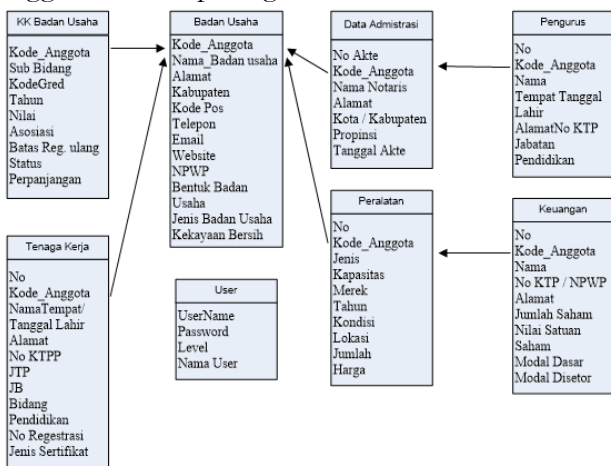 KK Badan Usaha
Kode_Anggota
Sub Bidang
KodeGred
Tahun
Nilai
Asosiasi
Batas Reg. ulang
Status
Perpanjangan
Badan Usaha
Kode_Anggota
Nama_Badan usaha
Alamat
Kabupaten
Kode Pos
Telepon
Email
Website
NPWP
Bentuk Badan
Usaha
Jenis Badan Usaha
Kekayaan Bersih
Data Admistrasi
No Akte
Kode_Anggota
Nama Notaris
Alamat
Kota / Kabupaten
Propinsi
Tanggal Akte
Pengurus
No
Kode_Anggota
Nama
Tempat Tanggal
Lahir
AlamatNo KTP
Jabatan
Pendidikan
Tenaga Kerja
No
Kode_Anggota
NamaTempat/
Tanggal Lahir
Alamat
No KTPP
JTP
JB
Bidang
Pendidikan
No Regestrasi
Jenis Sertifikat
User
UserName
Password
Level
Nama User
Peralatan
No
Kode_Anggota
Jenis
Kapasitas
Merek
Tahun
Kondisi
Lokasi
Jumlah
Harga
Keuangan
No
Kode_Anggota
Nama
No KTP / NPWP
Alamat
Jumlah Saham
Nilai Satuan
Saham
Modal Dasar
Modal Disetor